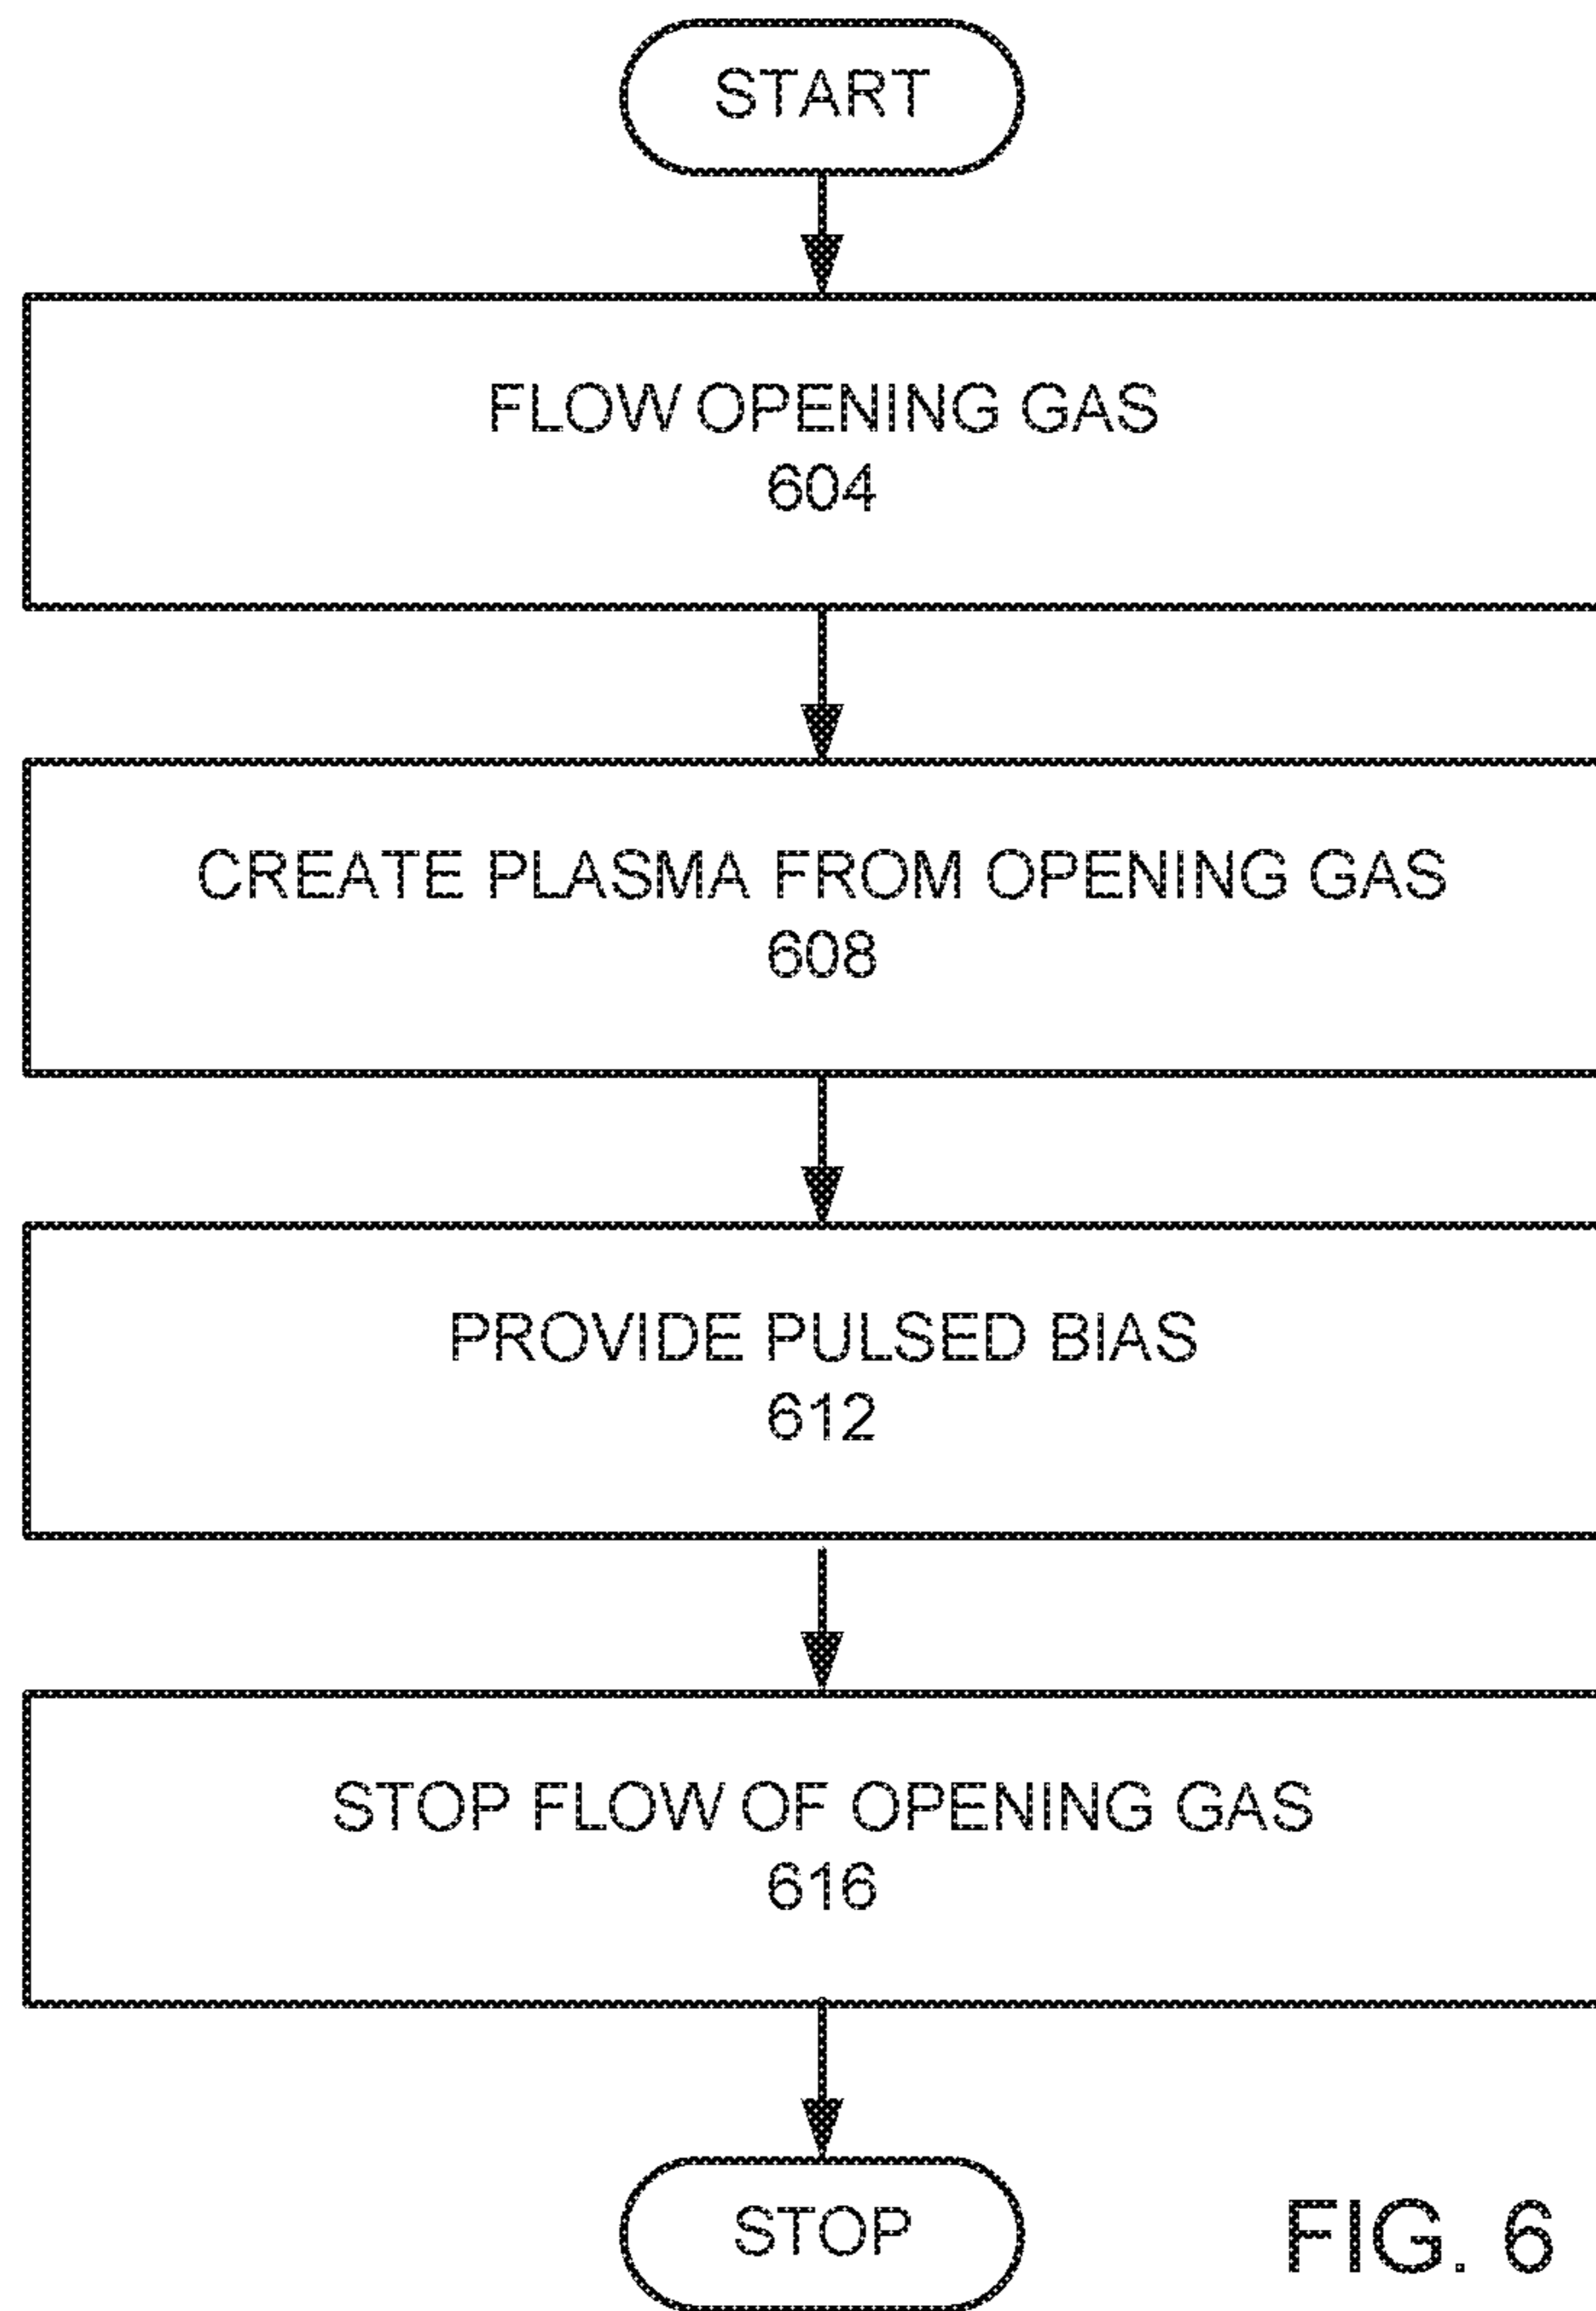 START
FLOW OPENING GAS
604
CREATE PLASMA FROM OPENING GAS
608
PROVIDE PULSED BIAS
612
STOP FLOW OF OPENING GAS
616
STOP
FIG. 6